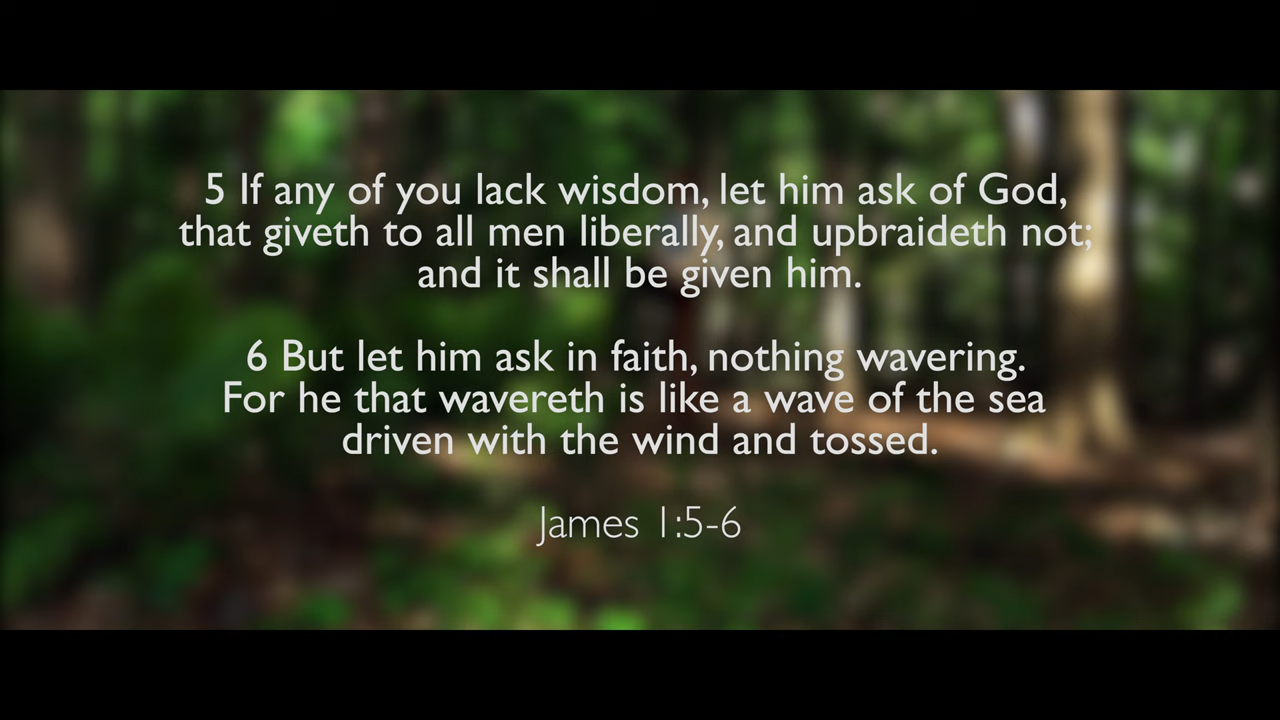 5 If any of you lack wisdom, let him ask of God,
that giveth to all men liberally, and upbraideth not;
and it shall be given him.
6 But let him ask in faith, nothing wavering.
For he that wavereth is like a wave of the sea
driven with the wind and tossed.
James 1:5-6